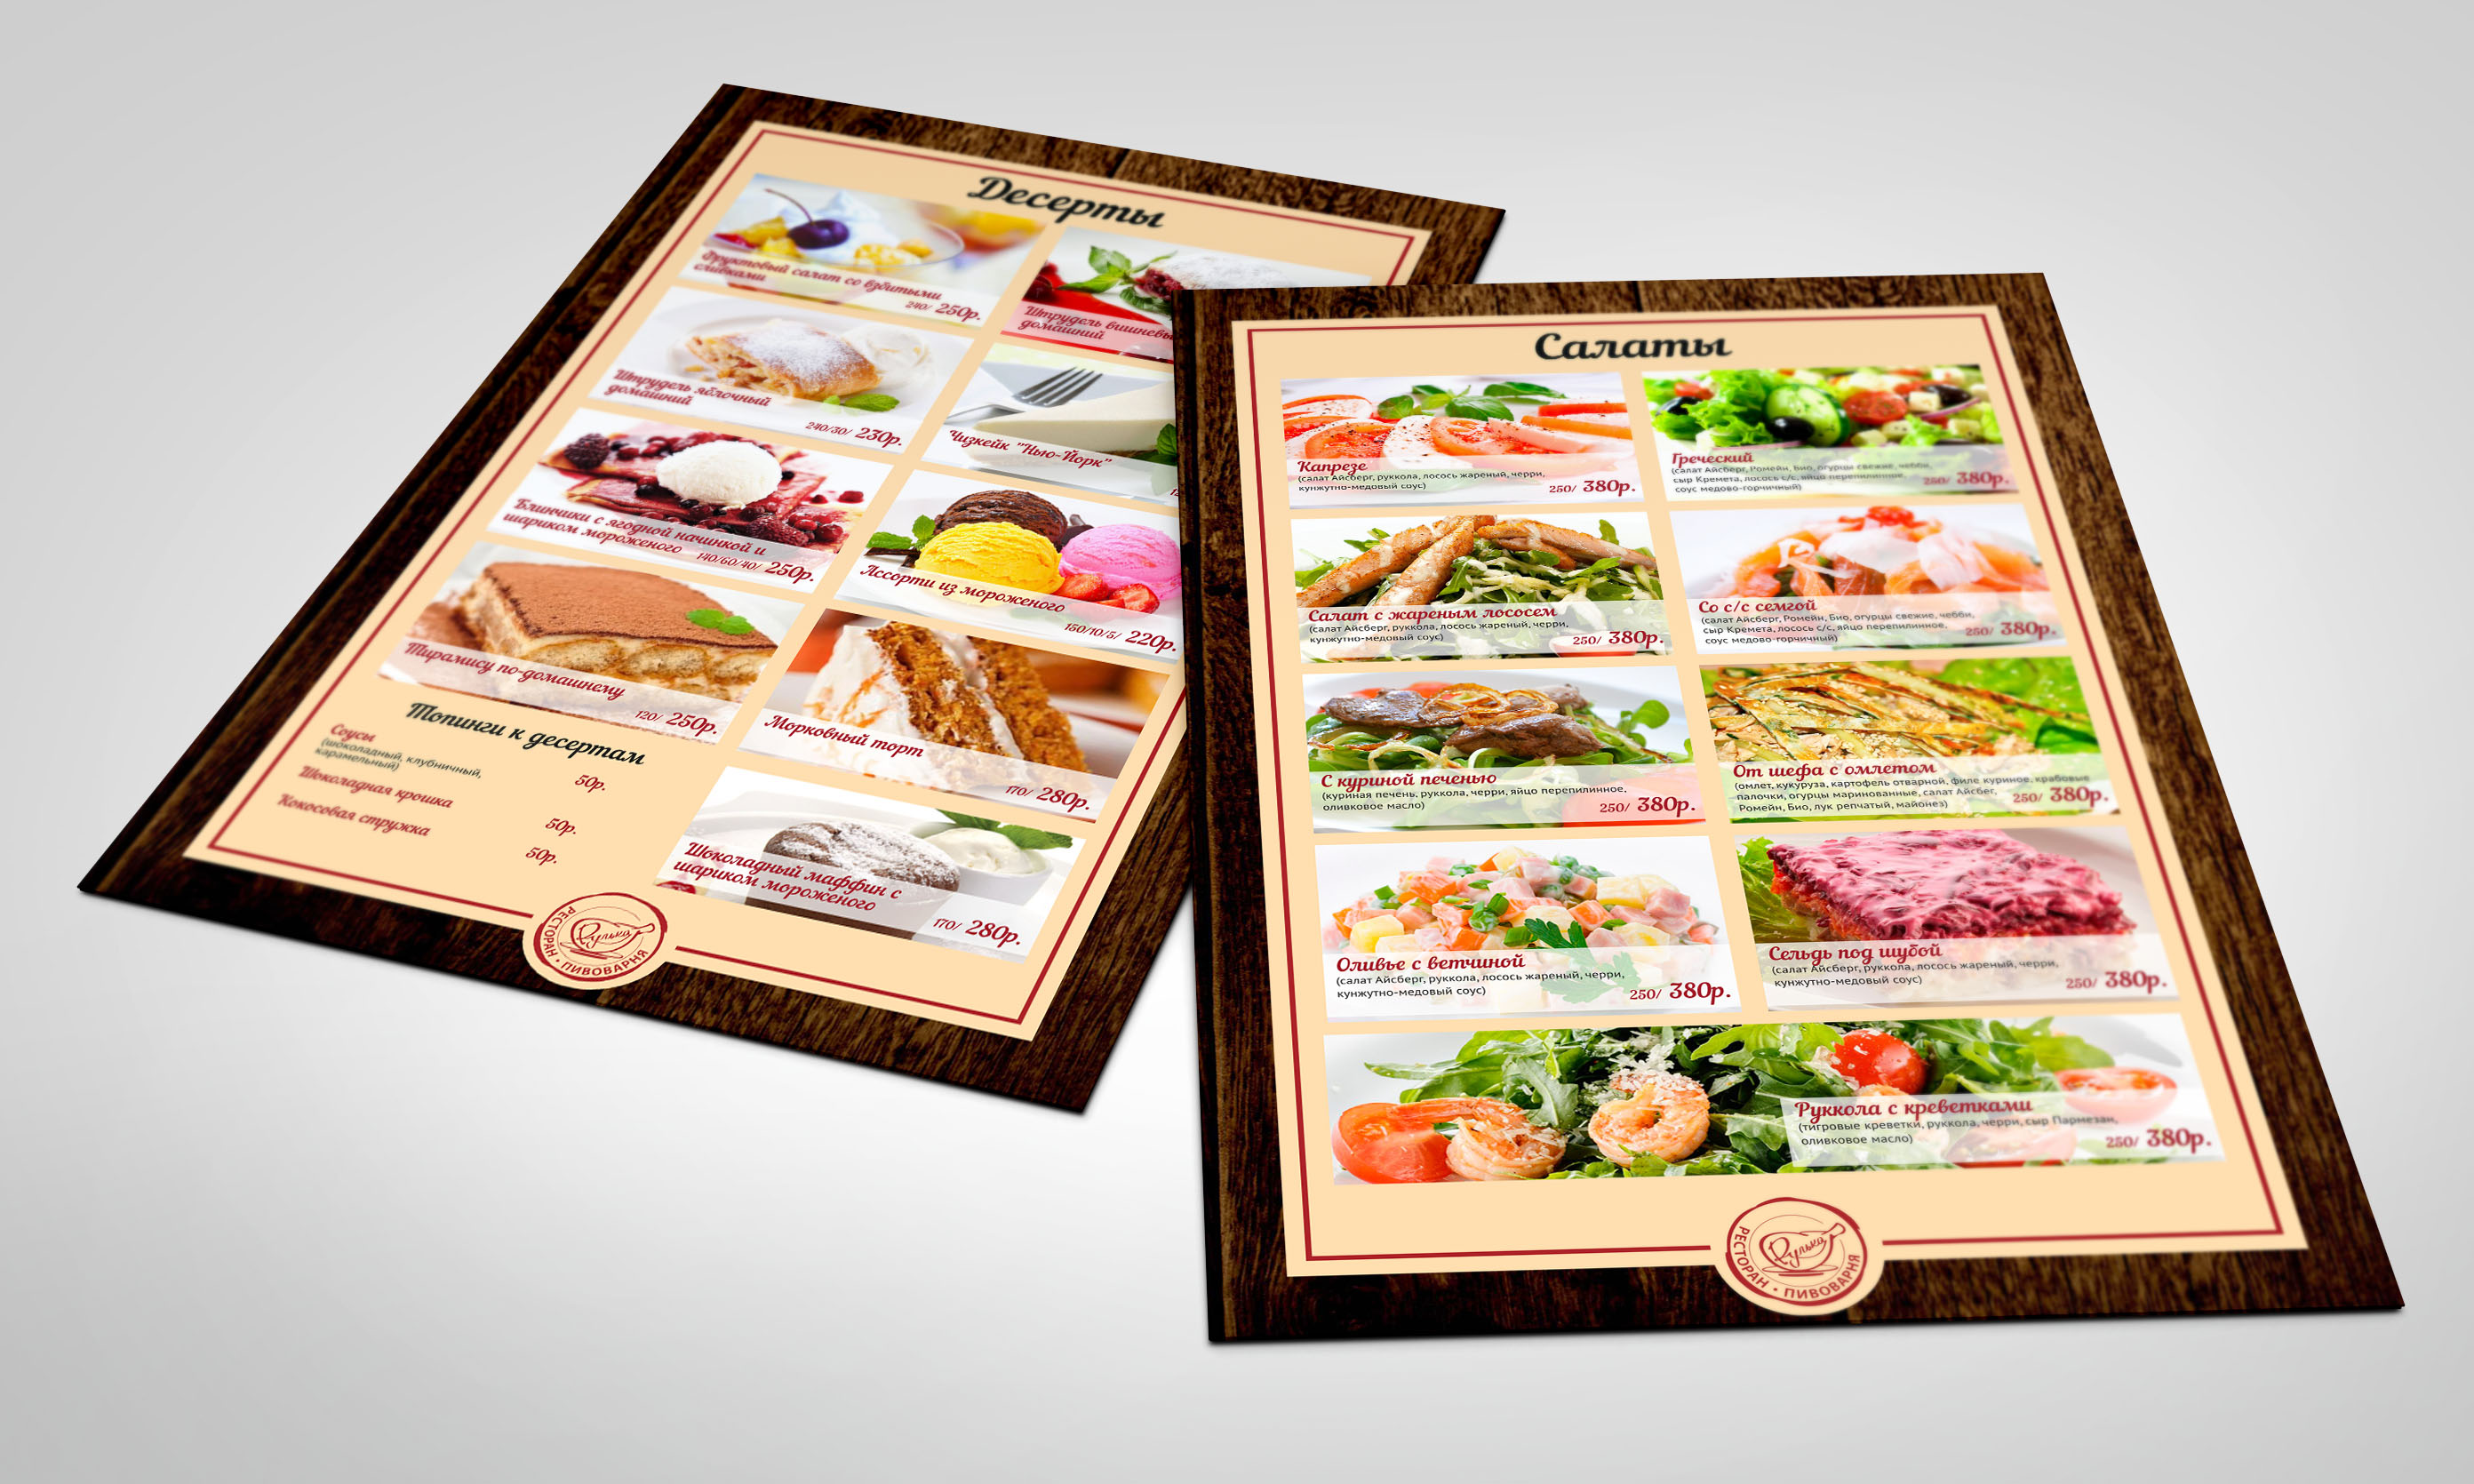 Десерты
Фруктовый салат со взбитыми
сливками
240/ 250р.
Штрудель
домашний
Штрудель яблочный
домашний
240/30/ 230р.
Чизкейк "Нью-Йорк"
Блинчики с ягодной начинкой и
шариком мороженого 140/60/40/ 250р.
Ассорти из мороженого
150/10/5/ 220р.
Тирамису по-домашнему
120/ 250р.
Морковный торт
170/ 280р.
Топинги к десертам
Соусы
(шоколадный, клубничный,
карамельный)
50р.
Шоколадная крошка
50р.
Кокосовая стружка
50р.
Шоколадный маффин с
шариком мороженого
170/ 280р.
Рулька
РЕСТОРАН • ПИВОВАРНЯ
Салаты
Капрезе
(салат Айсберг, руккола, лосось жареный, черри,
кунжутно-медовый соус)
250/ 380р.
Греческий
(салат Айсберг, Ромейн, Био, огурцы свежие, чебби,
сыр Кремета, лосось с/с, яйцо перепилинное,
соус медово-горчичный)
250/ 380р.
Салат с жареным лососем
(салат Айсберг, руккола, лосось жареный, черри,
кунжутно-медовый соус)
250/ 380р.
Со с/с семгой
(салат Айсберг, Ромейн, Био, огурцы свежие, чебби,
сыр Кремета, лосось с/с, яйцо перепилинное,
соус медово-горчичный)
250/ 380р.
С куриной печенью
(куриная печень, руккола, черри, яйцо перепилинное,
оливковое масло)
250/ 380р.
От шефа с омлетом
(омлет, кукуруза, картофель отварной, филе куриное, крабовые
палочки, огурцы маринованные, салат Айсбег,
Ромейн, Био, лук репчатый, майонез)
250/ 380р.
Оливье с ветчиной
(салат Айсберг, руккола, лосось жареный, черри,
кунжутно-медовый соус)
250/ 380р.
Сельдь под шубой
(салат Айсберг, руккола, лосось жареный, черри,
кунжутно-медовый соус)
250/ 380р.
Руккола с креветками
(тигровые креветки, руккола, черри, сыр Пармезан,
оливковое масло)
250/ 380р.
Рулька
РЕСТОРАН • ПИВОВАРНЯ